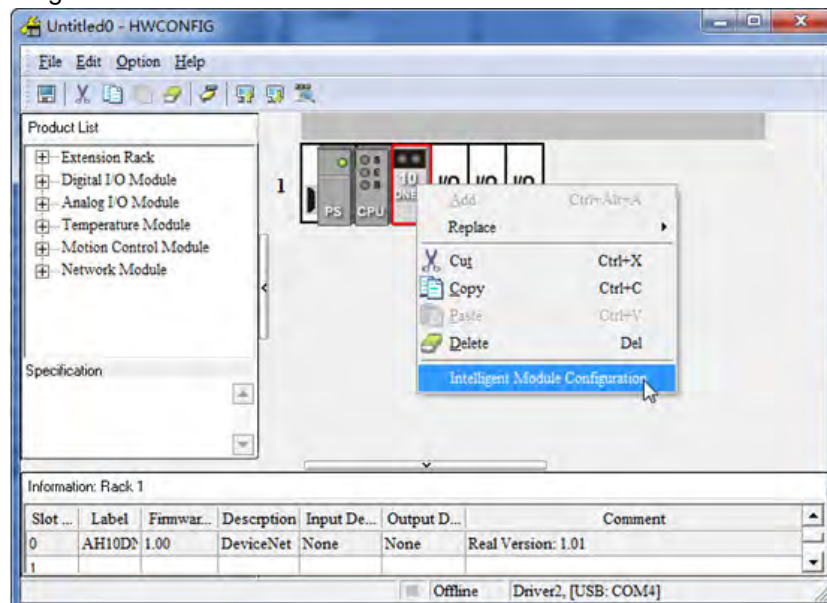 Untitled0 - HWCONFIG
File Edit Option Help
Product List
Extension Rack
Digital I/O Module
Analog I/O Module
Temperature Module
Motion Control Module
Network Module
Specification
1
PS CPU 10 I/O I/O I/O
Add Ctrl+Alt+A
Replace
Cut Ctrl+X
Copy Ctrl+C
Paste Ctrl+V
Delete Del
Intelligent Module Configuration
Information: Rack 1
Slot ... Label Firmwar... Descrption Input De... Output D... Comment
0 AH10DN 1.00 DeviceNet None None Real Version: 1.01
1
Offline Driver2, [USB: COM4]